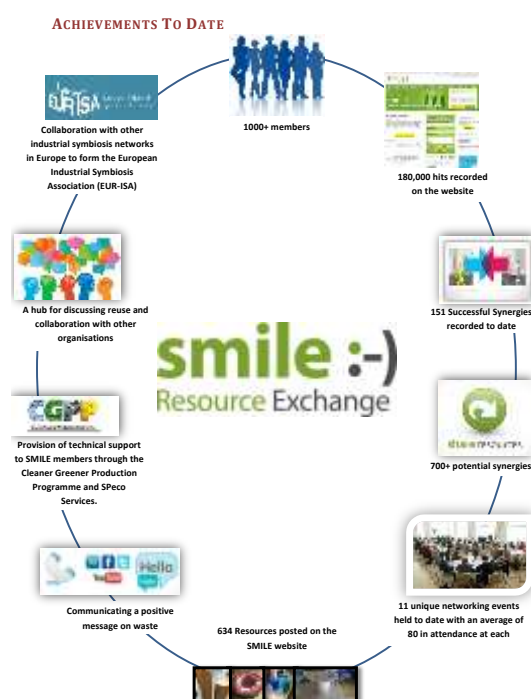 ACHIEVEMENTS TO DATE
1000+ members
180,000 hits recorded
on the website
151 Successful Synergies
recorded to date
700+ potential synergies
11 unique networking events
held to date with an average of
80 in attendance at each
634 Resources posted on the
SMILE website
Communicating a positive
message on waste
Hello
Provision of technical support
to SMILE members through the
Cleaner Greener Production
Programme and SPeco
Services.
CGPP
A hub for discussing reuse and
collaboration with other
organisations
EUR-ISA
Collaboration with other
industrial symbiosis networks
in Europe to form the European
Industrial Symbiosis
Association (EUR-ISA)
smile :-)
Resource Exchange